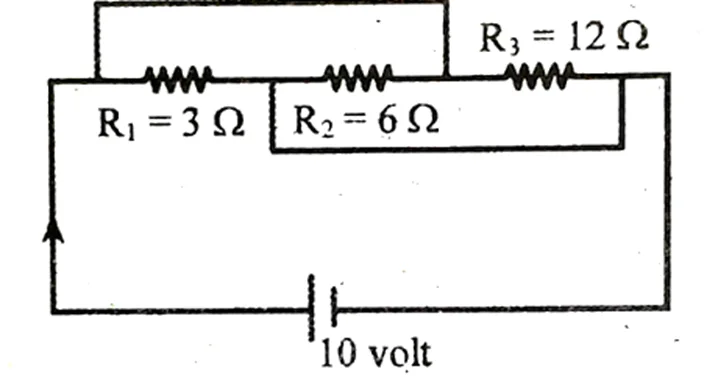 R₃ = 12 Ω
R₁ = 3 Ω
R₂ = 6 Ω
10 volt